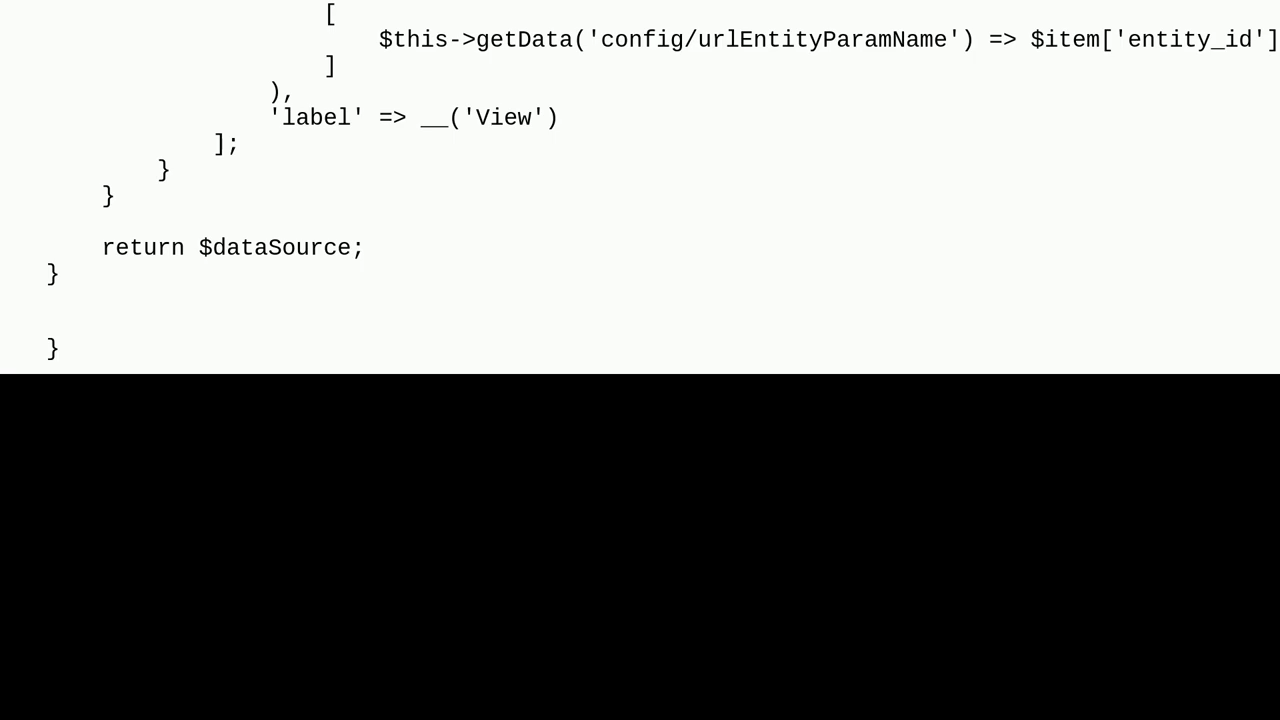 [
$this->getData('config/urlEntityParamName') => $item['entity_id']
]
),
'label' => __('View')
];
}
}
return $dataSource;
}
}